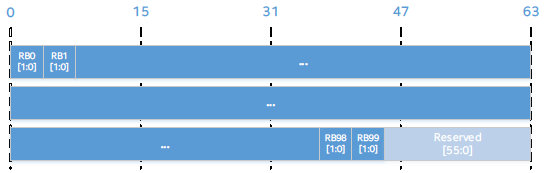 0 15 31 47 63
RB0 RB1
[1:0] [1:0] ...
...
... RB98 RB99 Reserved
[1:0] [1:0] [55:0]